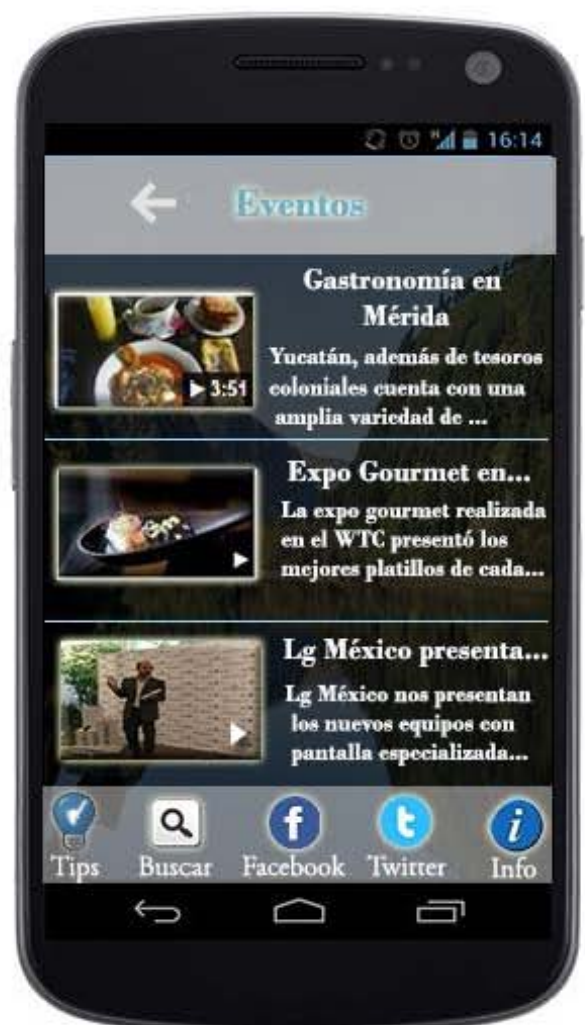 16:14
Eventos
Gastronomía en
Mérida
Yucatán, además de tesoros
coloniales cuenta con una
amplia variedad de ...
3:51
Expo Gourmet en...
La expo gourmet realizada
en el WTC presentó los
mejores platillos de cada...
Lg México presenta...
Lg México nos presentan
los nuevos equipos con
pantalla especializada...
Tips Buscar Facebook Twitter Info